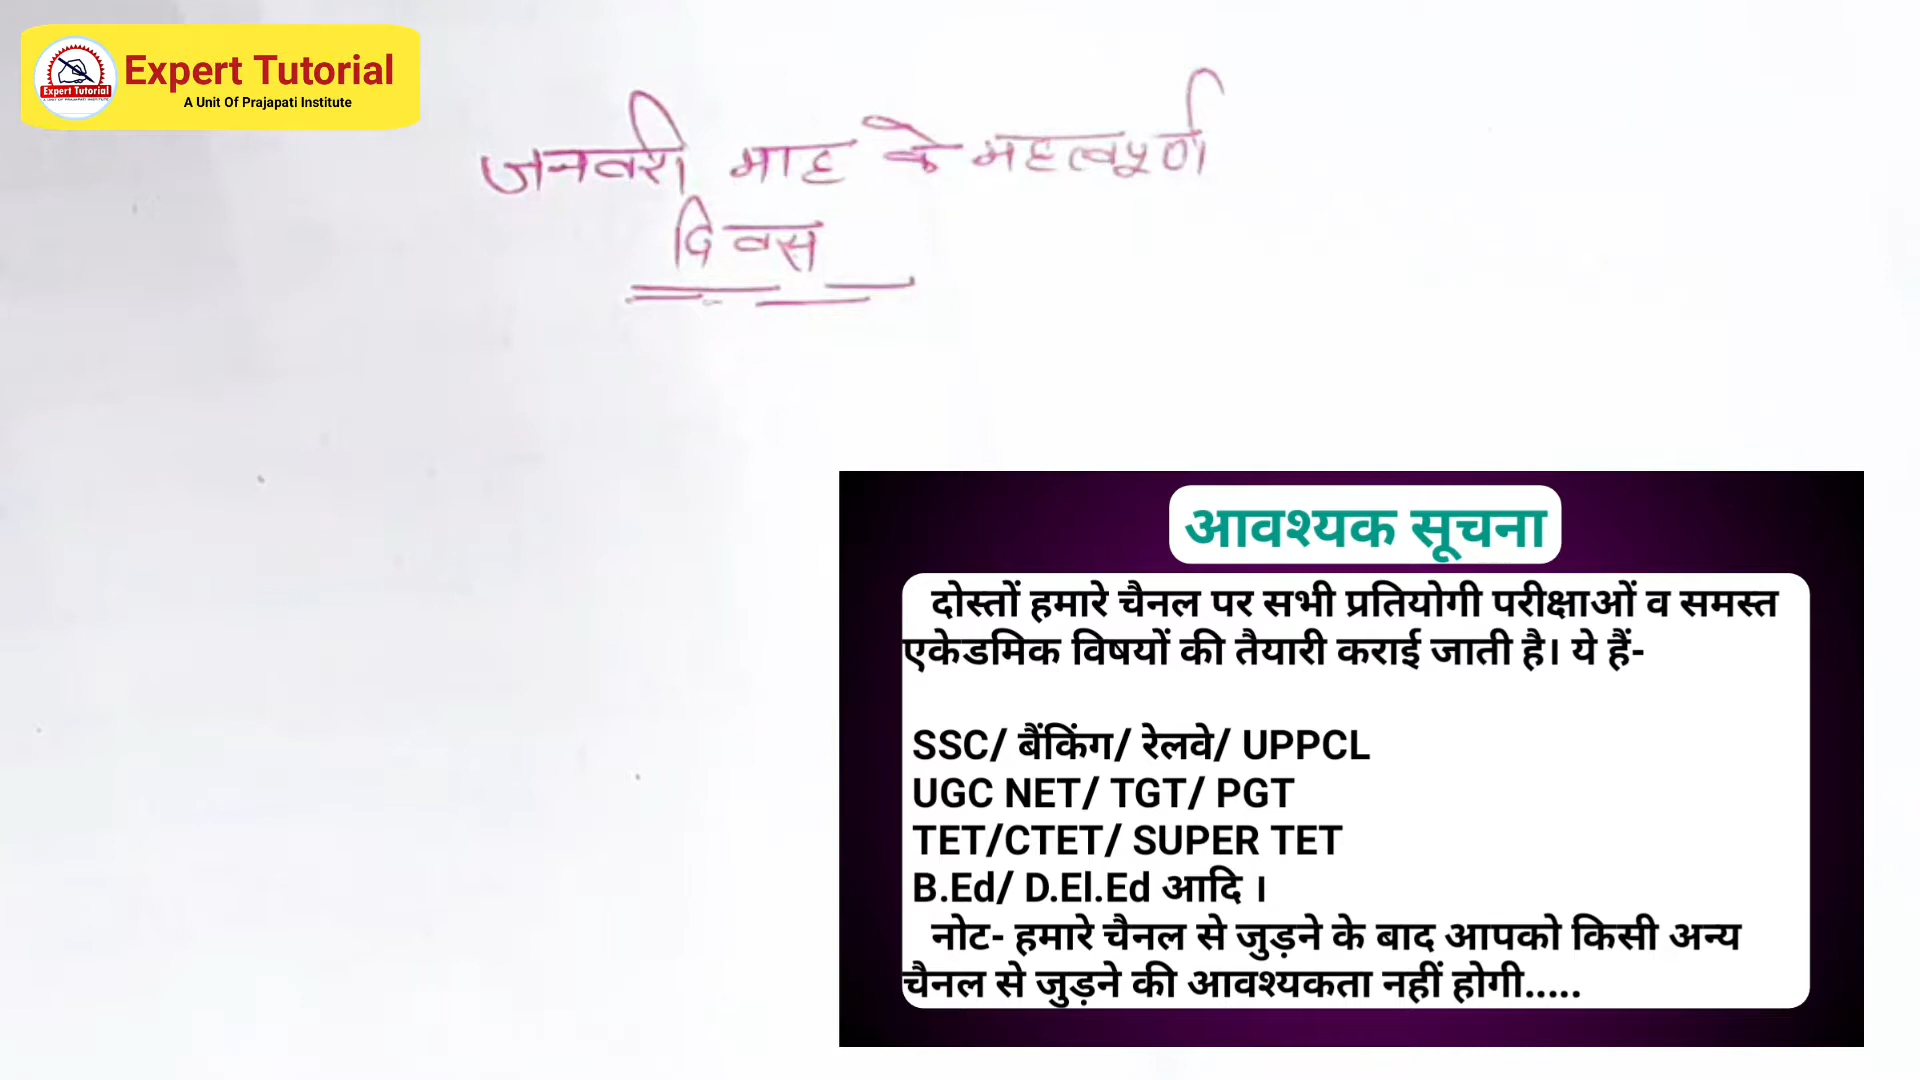 Expert Tutorial
Expert Tutorial
A Unit Of Prajapati Institute
जनवरी माह के महत्वपूर्ण
दिवस
आवश्यक सूचना
दोस्तों हमारे चैनल पर सभी प्रतियोगी परीक्षाओं व समस्त
एकेडमिक विषयों की तैयारी कराई जाती है। ये हैं-
SSC/ बैंकिंग/ रेलवे/ UPPCL
UGC NET/ TGT/ PGT
TET/CTET/ SUPER TET
B.Ed/ D.El.Ed आदि ।
नोट- हमारे चैनल से जुड़ने के बाद आपको किसी अन्य
चैनल से जुड़ने की आवश्यकता नहीं होगी.....